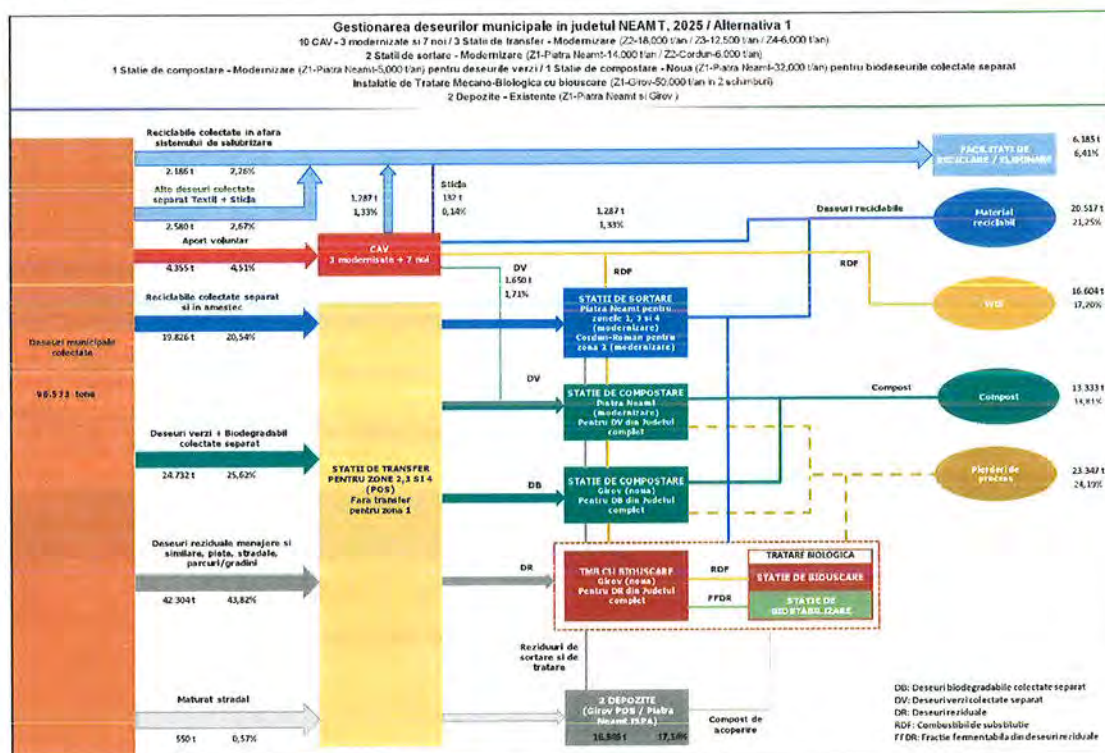 Gestionarea deseurilor municipale in judetul NEAMT, 2025 / Alternativa 1
10 CAV - 3 modernizate si 7 noi / 3 Statii de transfer - Modernizare (Z2-18,000 t/an / Z3-12,500 t/an / Z4-6,000 t/an)
2 Statii de sortare - Modernizare (Z1-Piatra Neamt-14,000 t/an / Z2-Cordun-6,000 t/an)
1 Statie de compostare - Modernizare (Z1-Piatra Neamt-5,000 t/an) pentru deseurile verzi / 1 Statie de compostare - Noua (Z1-Piatra Neamt-32,000 t/an) pentru biodeseurile colectate separat
Instalatie de Tratare Mecano-Biologica cu biouscare (Z1-Girov-50,000 t/an in 2 schimburi)
2 Depozite - Existente (Z1-Piatra Neamt si Girov )
Reciclabile colectate in afara
sistemului de salubrizare
2.186 t 2,26%
Alte deseuri colectate
separat Textil + Sticla
2.580 t 2,67%
Aport voluntar
4.355 t 4,51%
Reciclabile colectate separat
si in amestec
19.826 t 20,54%
Deseuri municipale
colectate
tone
Deseuri verzi + Biodegradabil
colectate separat
24.732 t 25,62%
Deseuri reziduale menajere si
similare, piete, stradale,
parcuri/gradini
42.304 t 43,82%
Maturat stradal
550 t 0,57%
1.287 t
1,33%
Sticla
132 t
0,14%
CAV
3 modernisate + 7 noi
DV
1.650 t
1,71%
STATII DE TRANSFER
PENTRU ZONE 2,3 SI 4
(POS)
Fara transfer
pentru zona 1
1.287 t
1,33%
RDF
STATII DE SORTARE
Piatra Neamt pentru
zonele 1, 3 si 4
(modernizare)
Cordun-Roman pentru
zona 2 (modernizare)
DV
STATIE DE COMPOSTARE
Piatra Neamt
(modernizare)
Pentru DV din Judetul
complet
DB
STATIE DE COMPOSTARE
Girov (noua)
Pentru DB din Judetul
complet
DR
TMB CU BIOUSCARE
Girov (noua)
Pentru DR din Judetul
complet
RDF
FFDR
TRATARE BIOLOGICA
STATIE DE BIOUSCARE
STATIE DE
BIOSTABILIZARE
Reziduuri de
sortare si de
tratare
2 DEPOZITE
(Girov POS / Piatra
Neamt ISPA)
Compost de
acoperire
Deseuri reciclabile
RDF
Compost
FACILITATI DE
RECICLARE / ELIMINARE
6.185 t
6,41%
Material
reciclabil
20.517 t
21,25%
16.604 t
17,20%
Compost
13.333 t
Pierderi de
proces
23.347 t
24,19%
DB: Deseuri biodegradabile colectate separat
DV: Deseuri verzi colectate separat
DR: Deseuri reziduale
RDF: Combustibil de substitutie
FFDR: Fractie fermentabila din deseuri reziduale